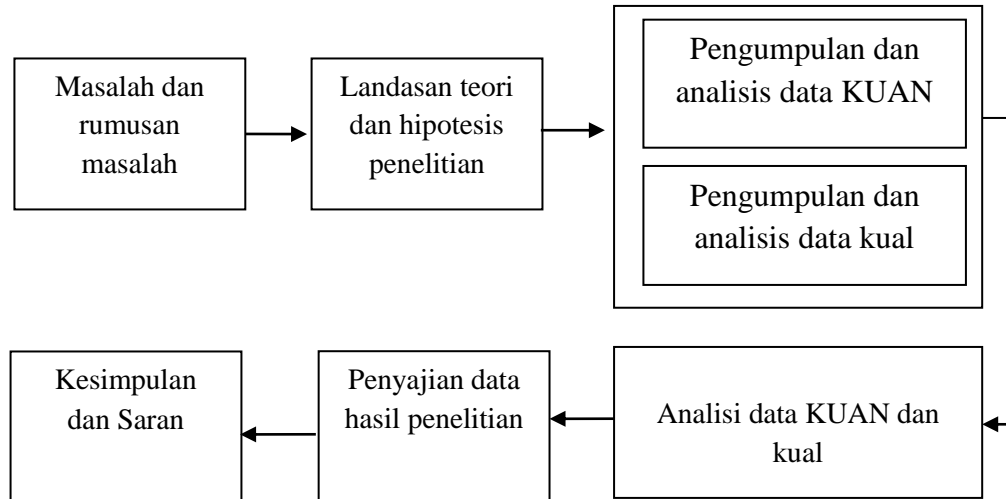 Masalah dan
rumusan
masalah
Landasan teori
dan hipotesis
penelitian
Pengumpulan dan
analisis data KUAN
Pengumpulan dan
analisis data kual
Analisi data KUAN dan
kual
Penyajian data
hasil penelitian
Kesimpulan
dan Saran